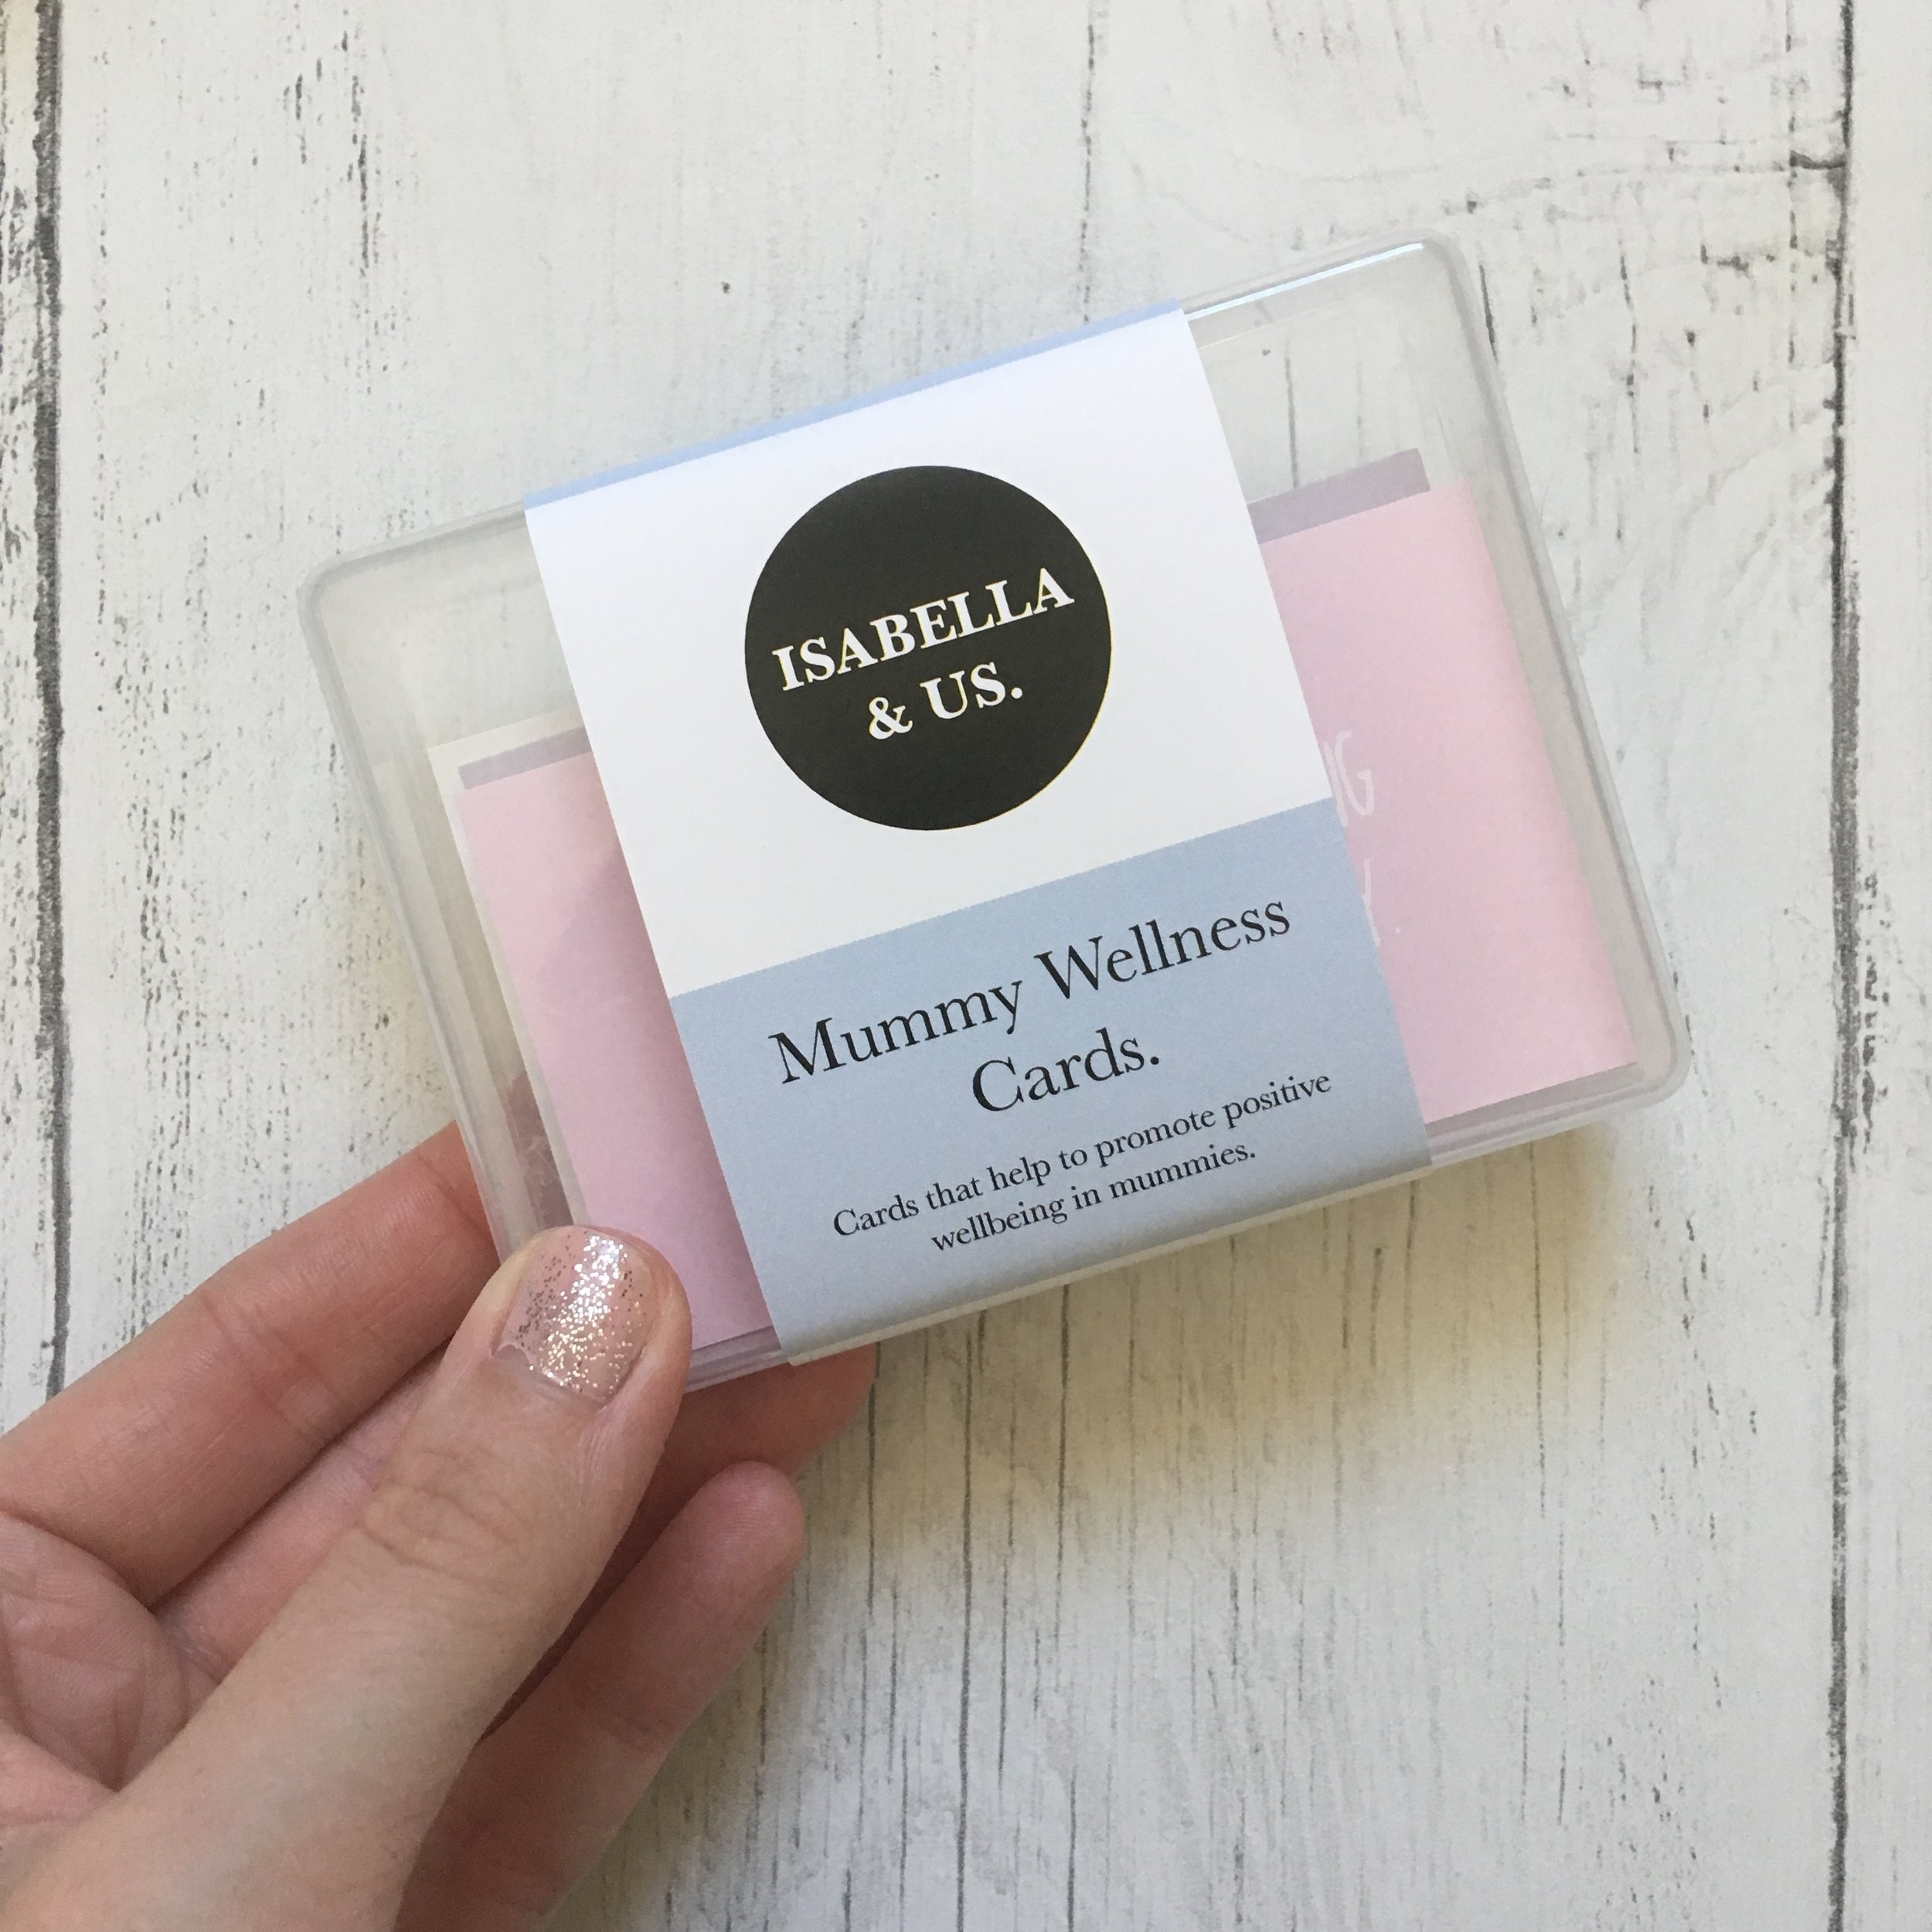 ISABELLA
& US.
Mummy Wellness
Cards.
Cards that help to promote positive
wellbeing in mummies.